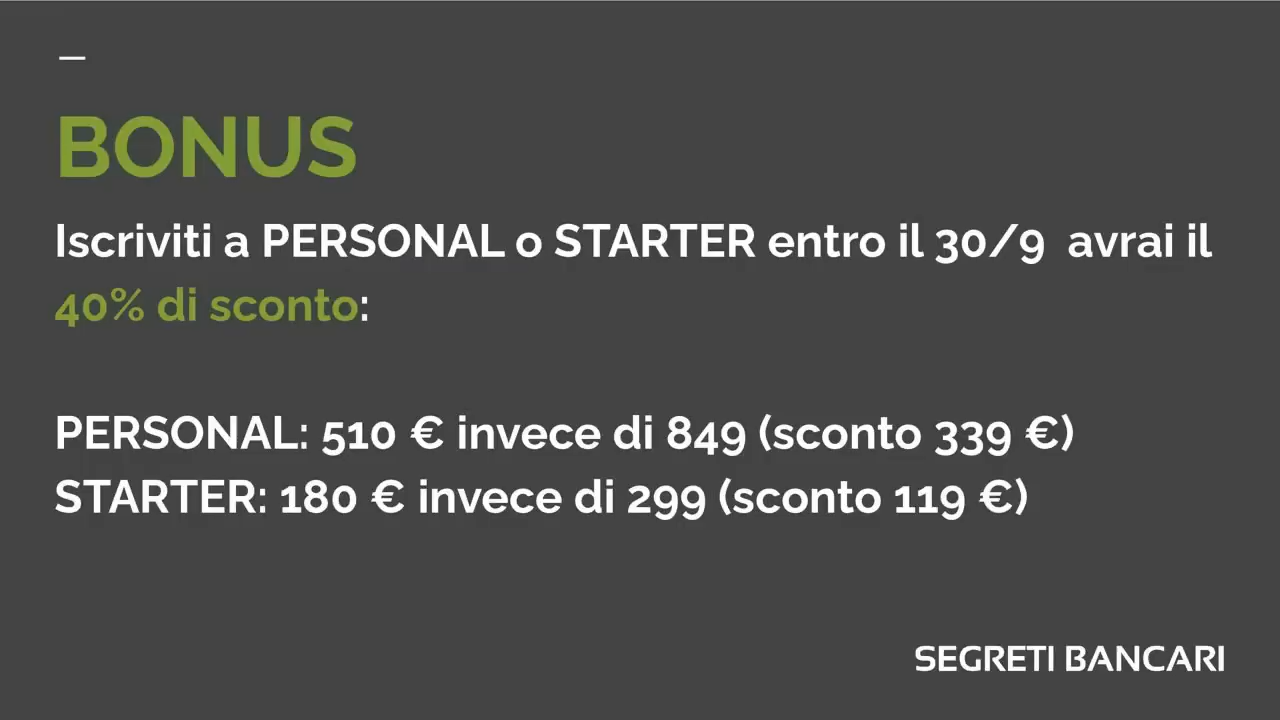 BONUS
Iscriviti a PERSONAL o STARTER entro il 30/9  avrai il
40% di sconto:
PERSONAL: 510 € invece di 849 (sconto 339 €)
STARTER: 180 € invece di 299 (sconto 119 €)
SEGRETI BANCARI